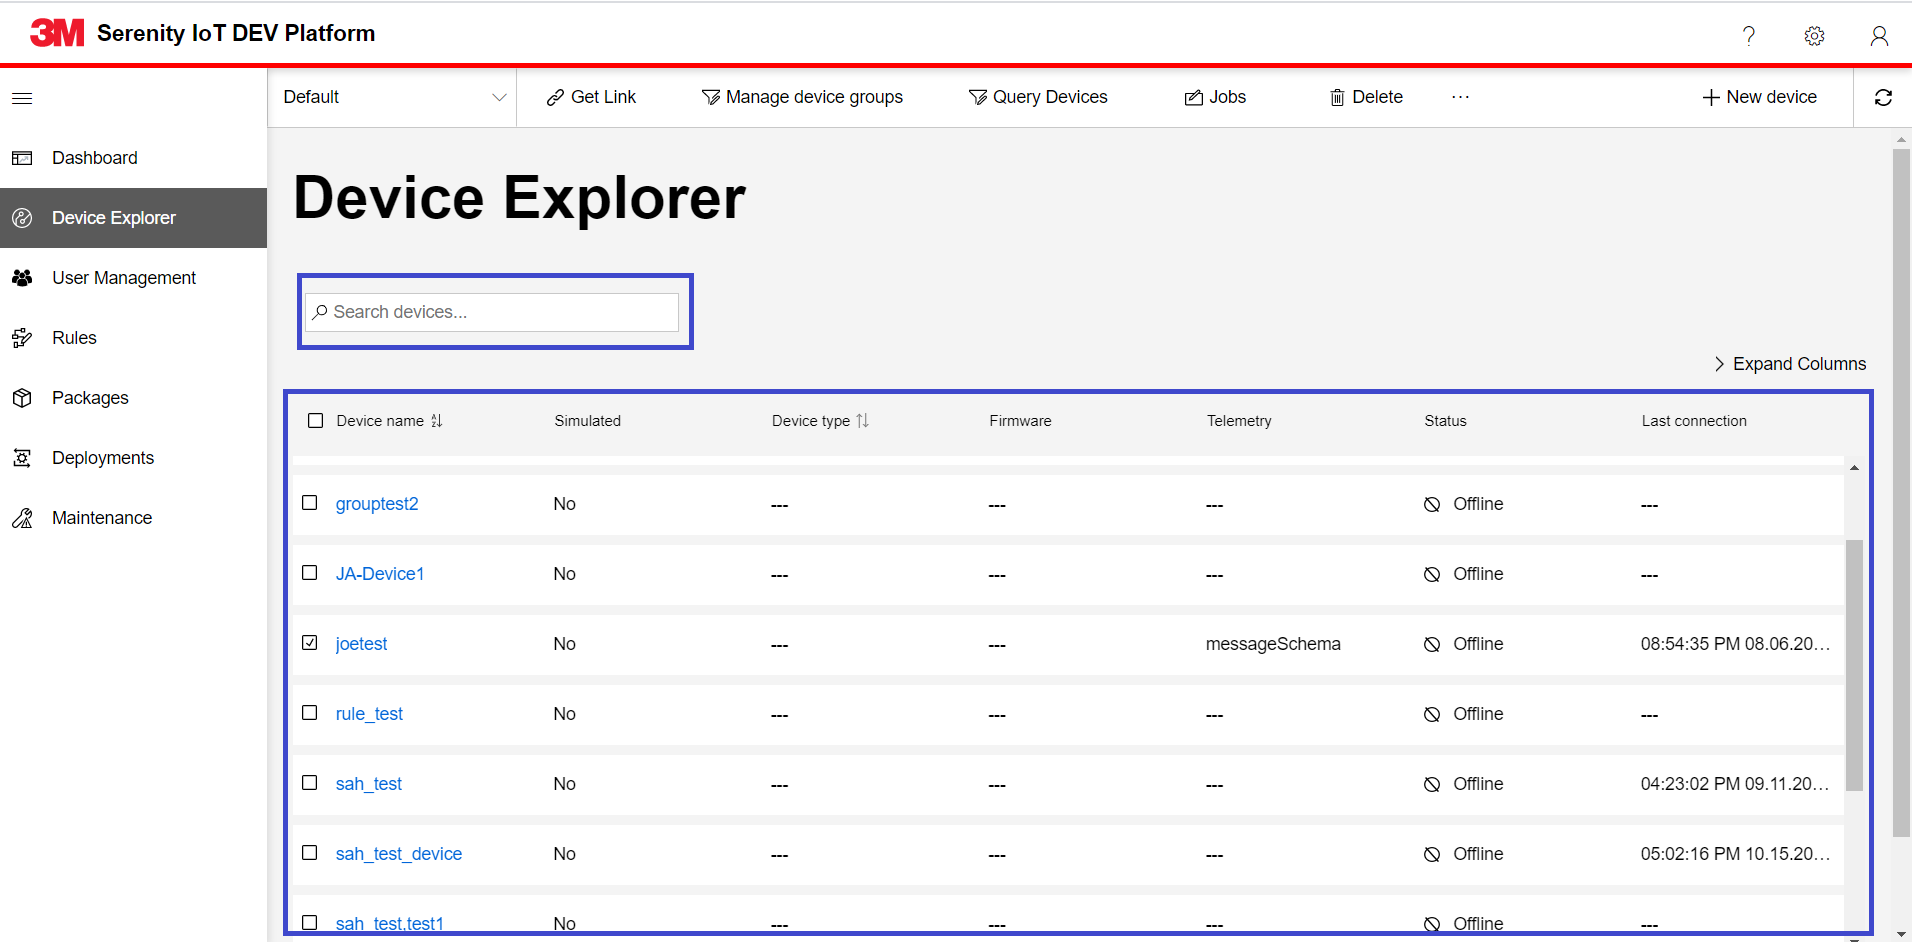 3M Serenity IoT DEV Platform
?
Default
Get Link
Manage device groups
Query Devices
Jobs
Delete
...
New device
Dashboard
Device Explorer
User Management
Rules
Packages
Deployments
Maintenance
Device Explorer
Search devices...
Expand Columns
Device name Simulated Device type Firmware Telemetry Status Last connection
grouptest2 No --- --- --- Offline ---
JA-Device1 No --- --- --- Offline ---
joetest No --- --- messageSchema Offline 08:54:35 PM 08.06.20...
rule_test No --- --- --- Offline ---
sah_test No --- --- --- Offline 04:23:02 PM 09.11.20...
sah_test_device No --- --- --- Offline 05:02:16 PM 10.15.20...
sah_test.test1 No --- --- --- Offline ---